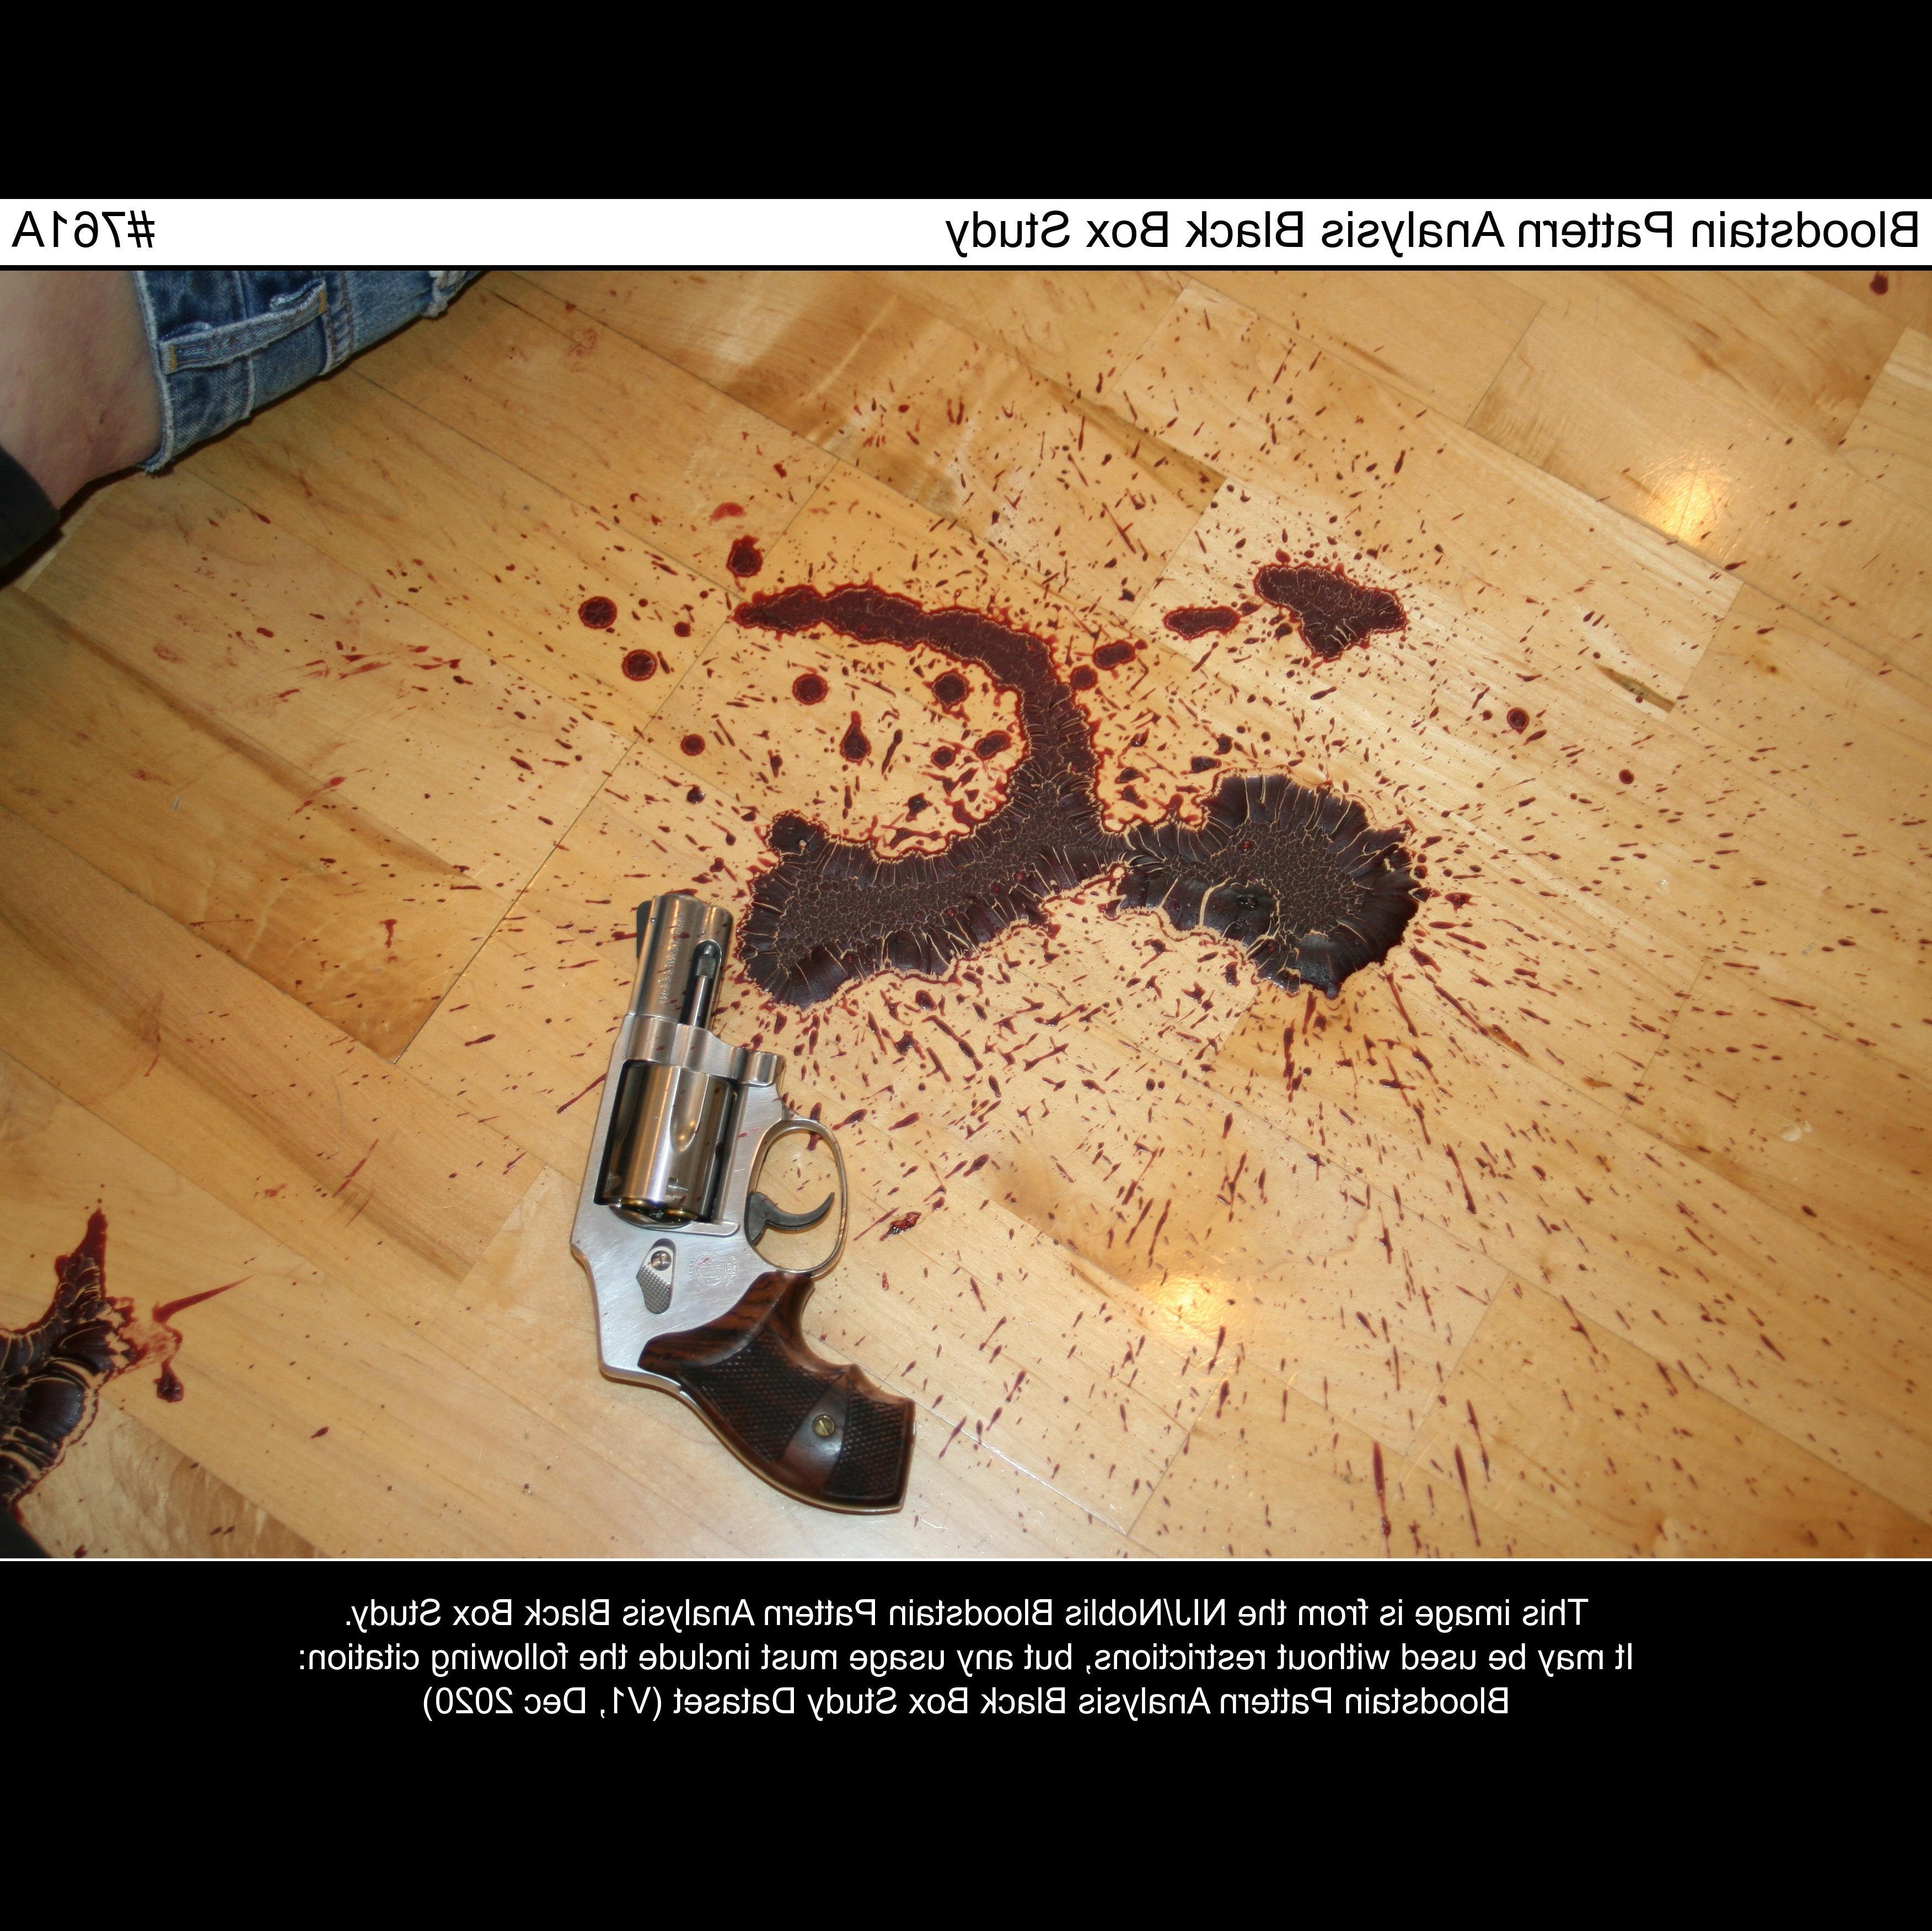 Bloodstain Pattern Analysis Black Box Study #761A
This image is from the NIJ/Noblis Bloodstain Pattern Analysis Black Box Study.
It may be used without restrictions, but any usage must include the following citation:
Bloodstain Pattern Analysis Black Box Study Dataset (V1, Dec 2020)